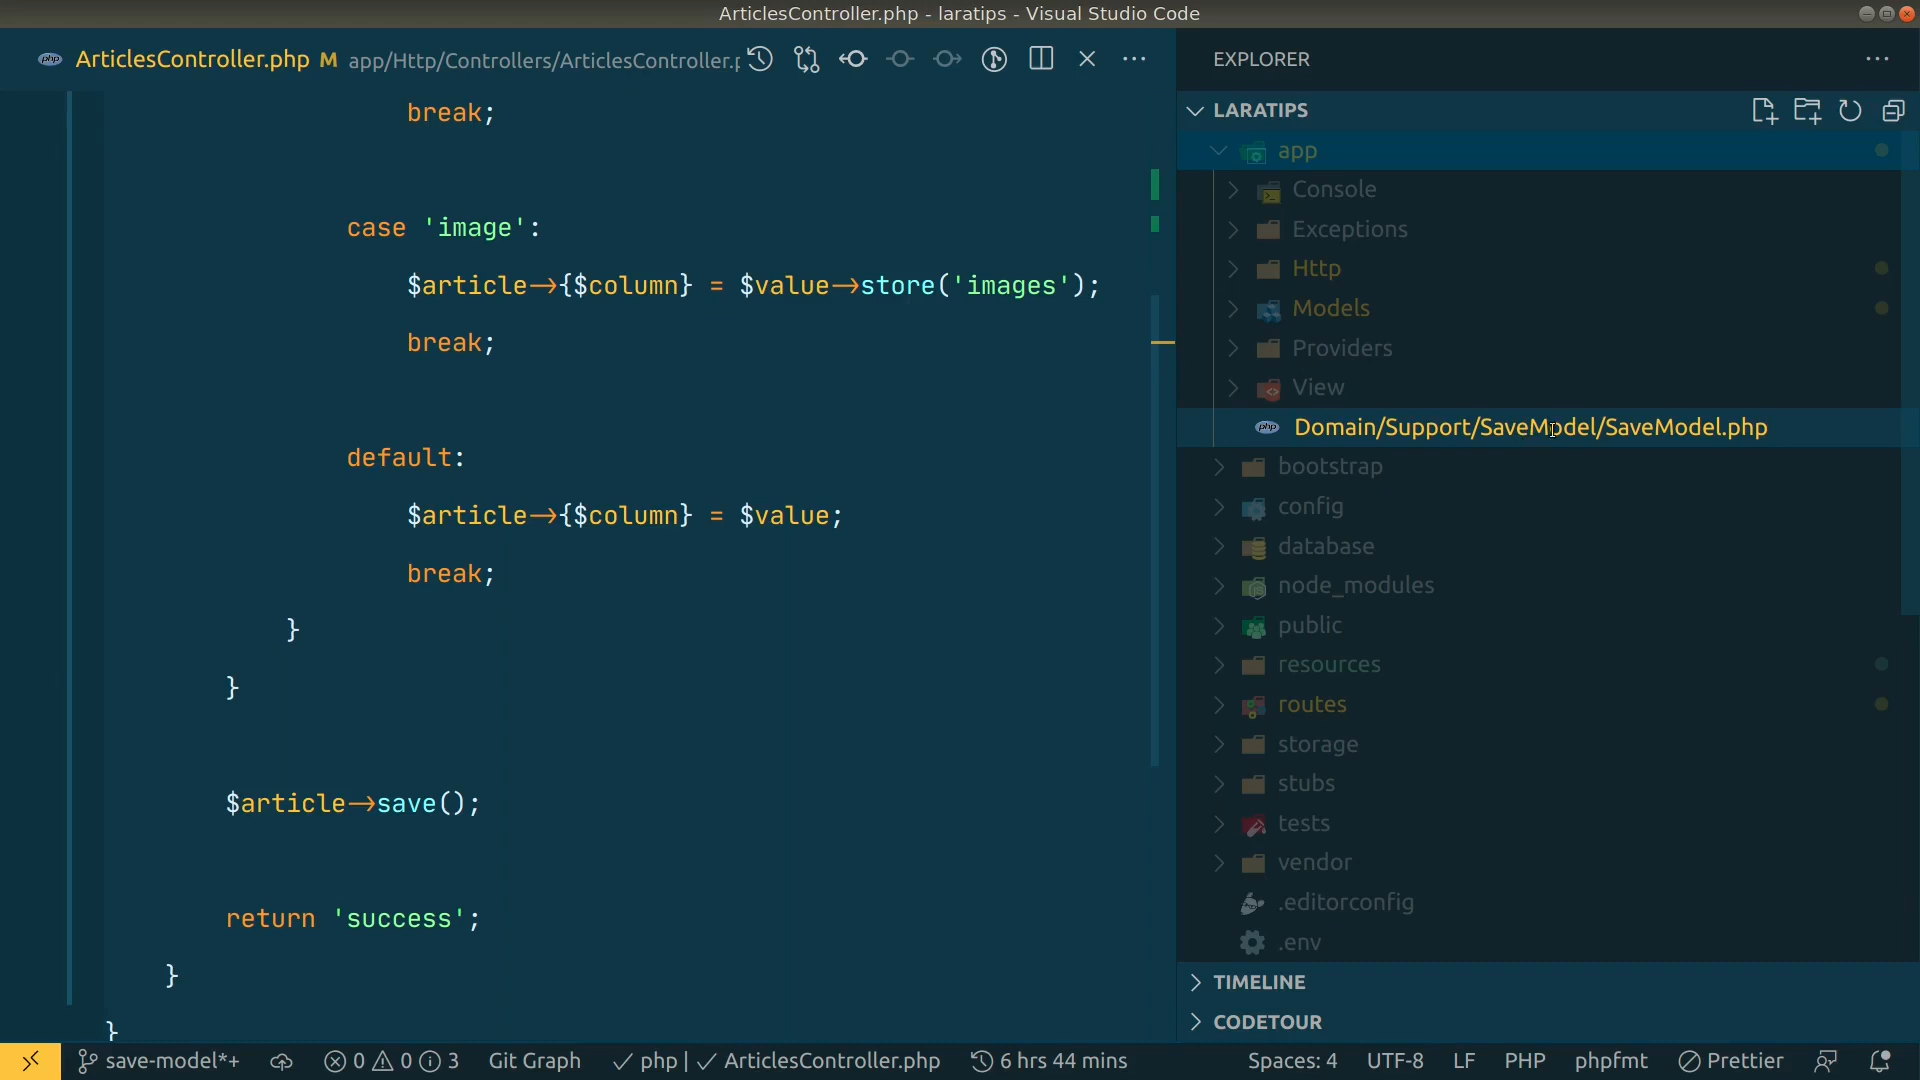 ArticlesController.php - laratips - Visual Studio Code
php ArticlesController.php M app/Http/Controllers/ArticlesController.p
break;
case 'image':
$article->{$column} = $value->store('images');
break;
default:
$article->{$column} = $value;
break;
}
}
$article->save();
return 'success';
}
}
EXPLORER
LARATIPS
app
Console
Exceptions
Http
Models
Providers
View
php Domain/Support/SaveModel/SaveModel.php
bootstrap
config
database
node_modules
public
resources
routes
storage
stubs
tests
vendor
.editorconfig
.env
TIMELINE
CODETOUR
save-model*+ 0 0 3 Git Graph php | ArticlesController.php 6 hrs 44 mins Spaces: 4 UTF-8 LF PHP phpfmt Prettier